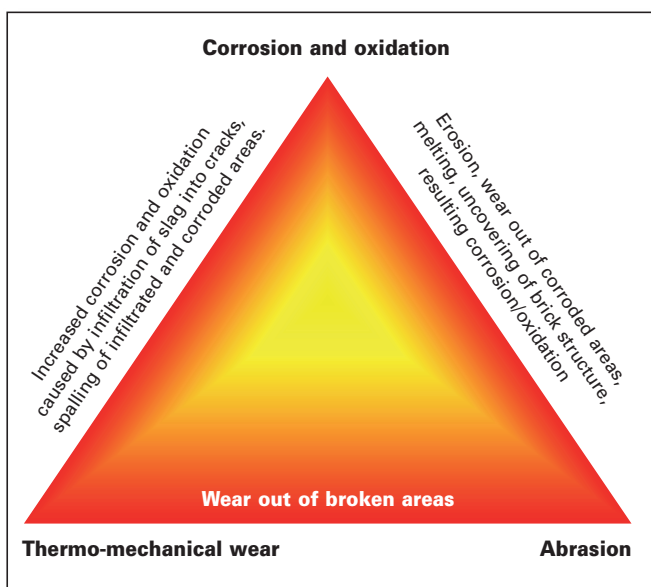 Corrosion and oxidation
Increased corrosion and oxidation
caused by infiltration of slag into cracks,
spalling of infiltrated and corroded areas.
Erosion, wear out of corroded areas,
melting, uncovering of brick structure,
resulting corrosion/oxidation
Wear out of broken areas
Thermo-mechanical wear
Abrasion